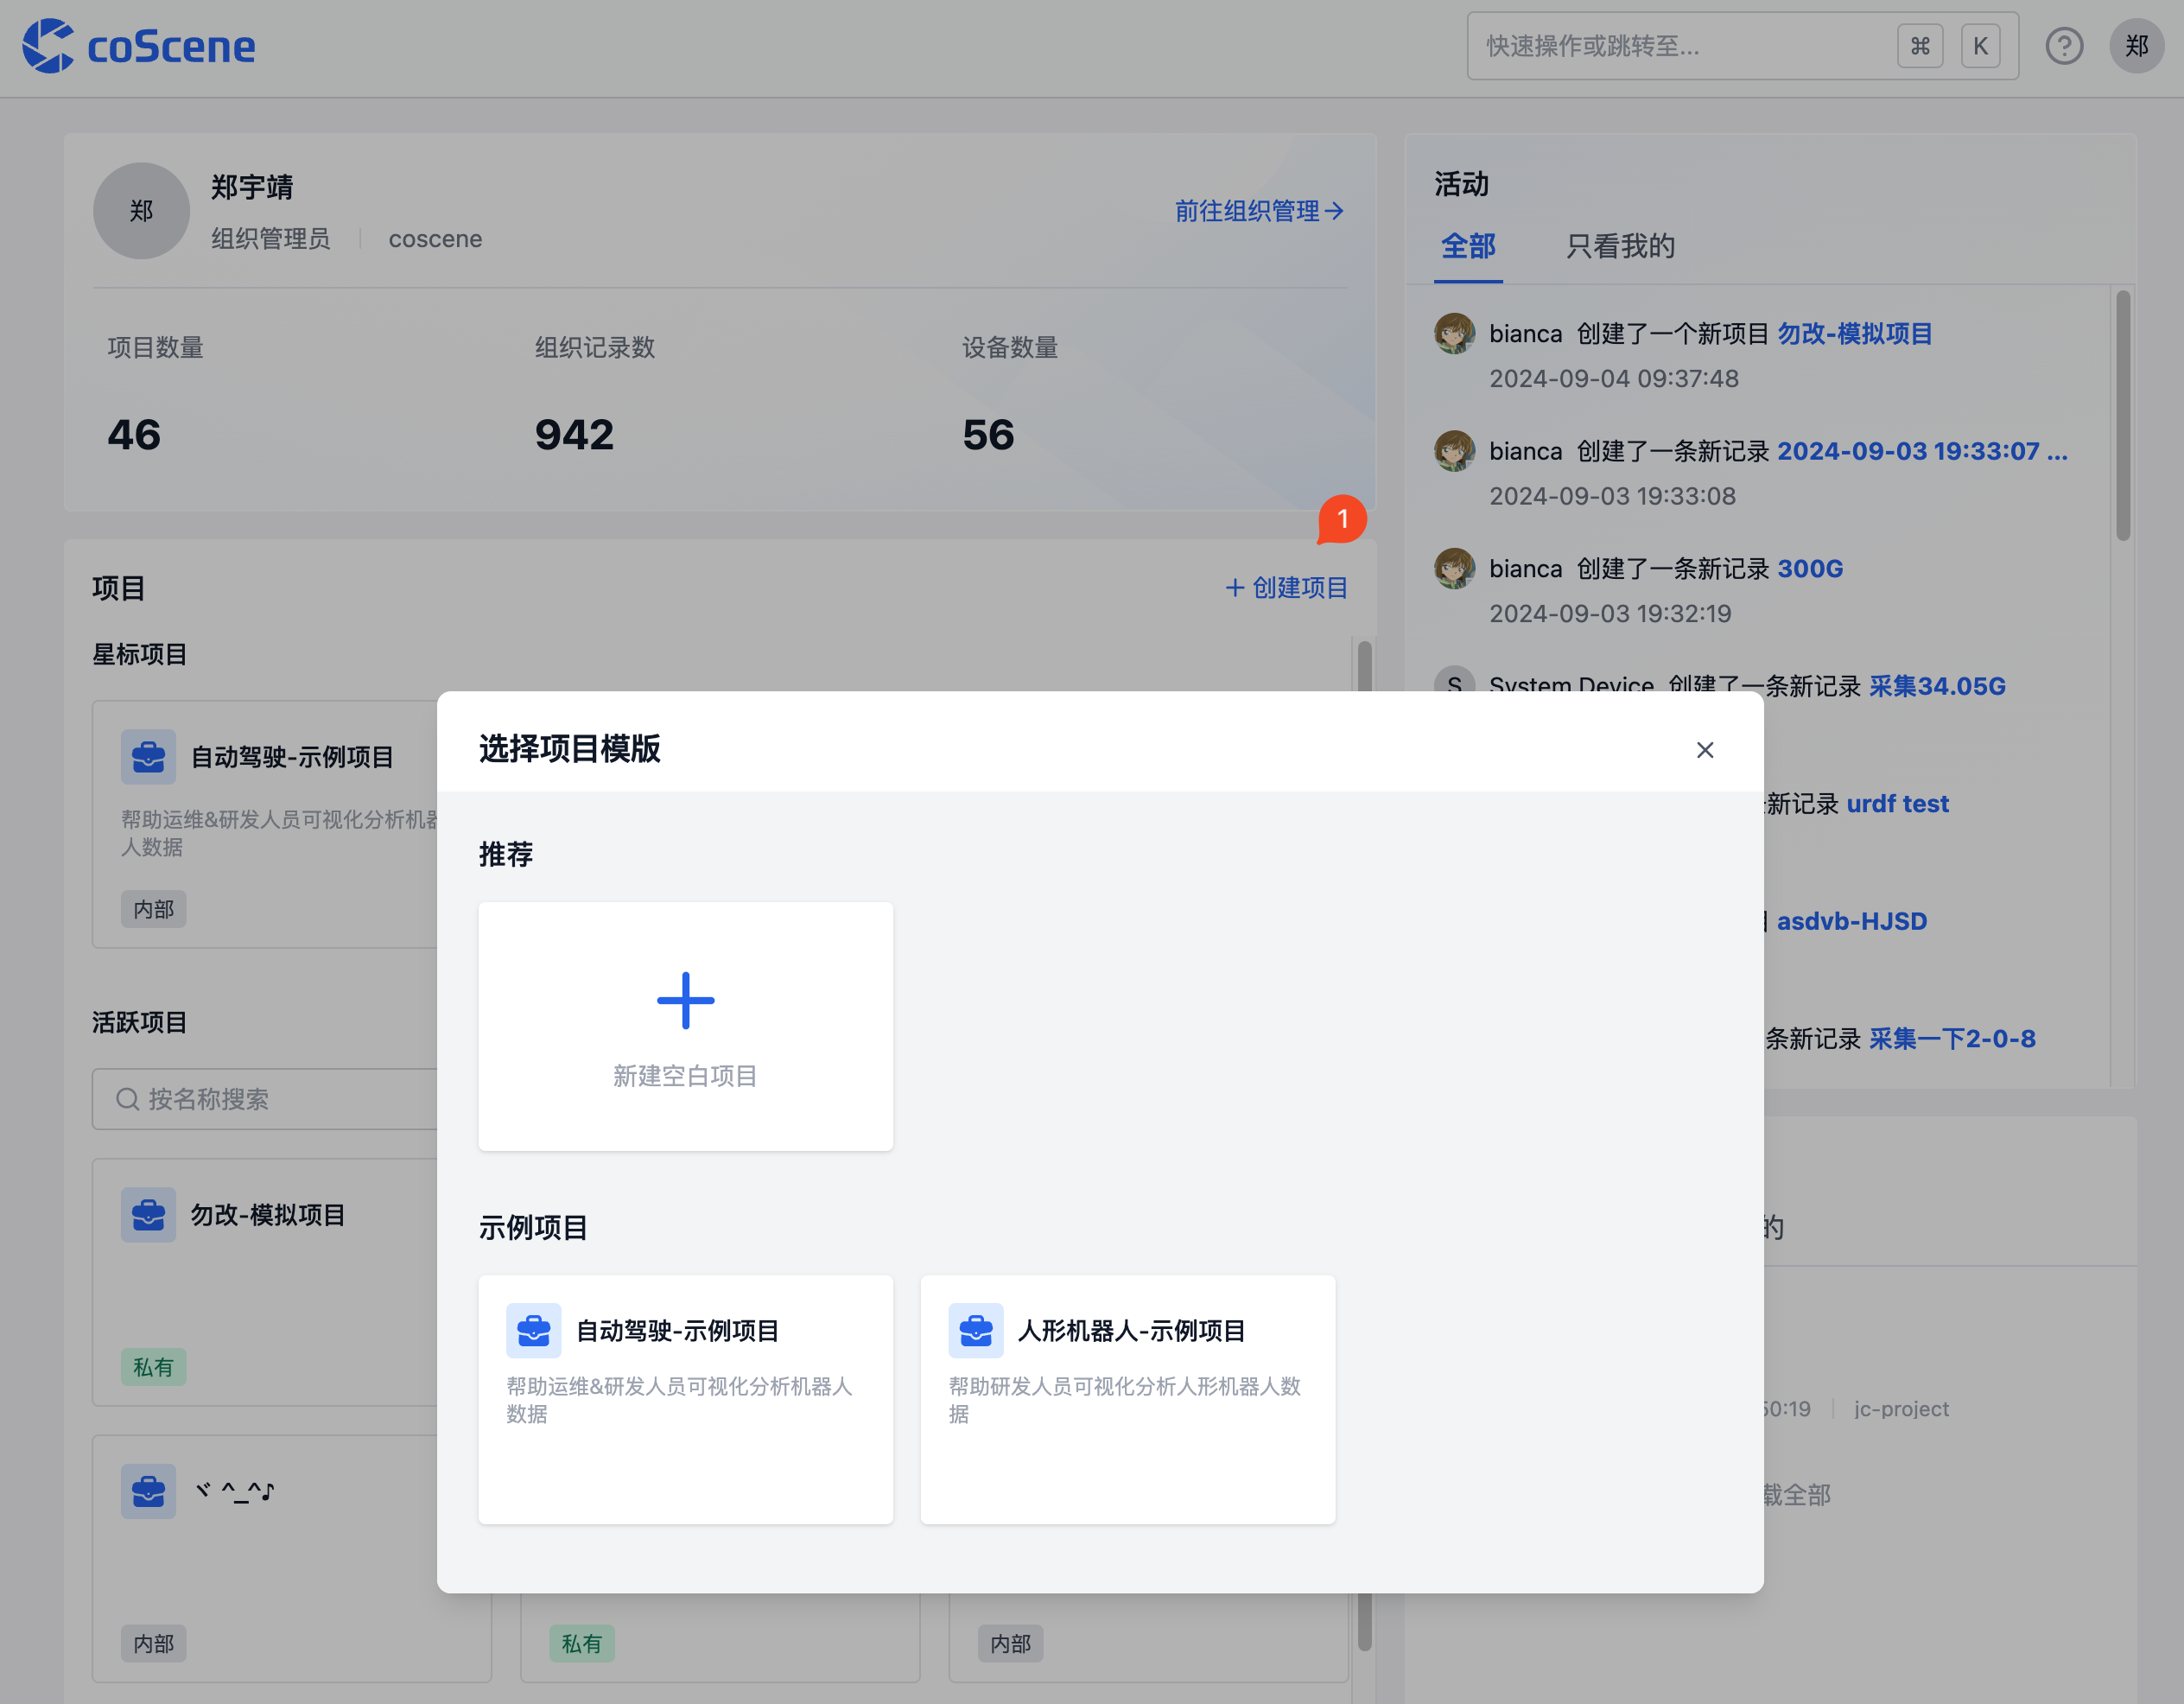 coScene
快速操作或跳转至...
⌘
K
郑
郑
郑宇靖
组织管理员
coscene
前往组织管理
项目数量
46
组织记录数
942
设备数量
56
1
项目
创建项目
星标项目
自动驾驶-示例项目
帮助运维&研发人员可视化分析机器
人数据
内部
活跃项目
按名称搜索
勿改-模拟项目
私有
ヾ ^_^♪
内部
私有
内部
活动
全部
只看我的
bianca 创建了一个新项目 勿改-模拟项目
2024-09-04 09:37:48
bianca 创建了一条新记录 2024-09-03 19:33:07 ...
2024-09-03 19:33:08
bianca 创建了一条新记录 300G
2024-09-03 19:32:19
S
System Device 创建了一条新记录 采集34.05G
新记录 urdf test
asdvb-HJSD
条新记录 采集一下2-0-8
的
50:19
jc-project
载全部
选择项目模版
推荐
新建空白项目
示例项目
自动驾驶-示例项目
帮助运维&研发人员可视化分析机器人
数据
人形机器人-示例项目
帮助研发人员可视化分析人形机器人数
据